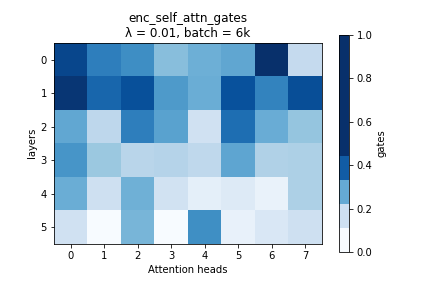 enc_self_attn_gates
λ = 0.01, batch = 6k
layers
0
1
2
3
4
5
0 1 2 3 4 5 6 7
Attention heads
1.0
0.8
0.6
0.4
0.2
0.0
gates